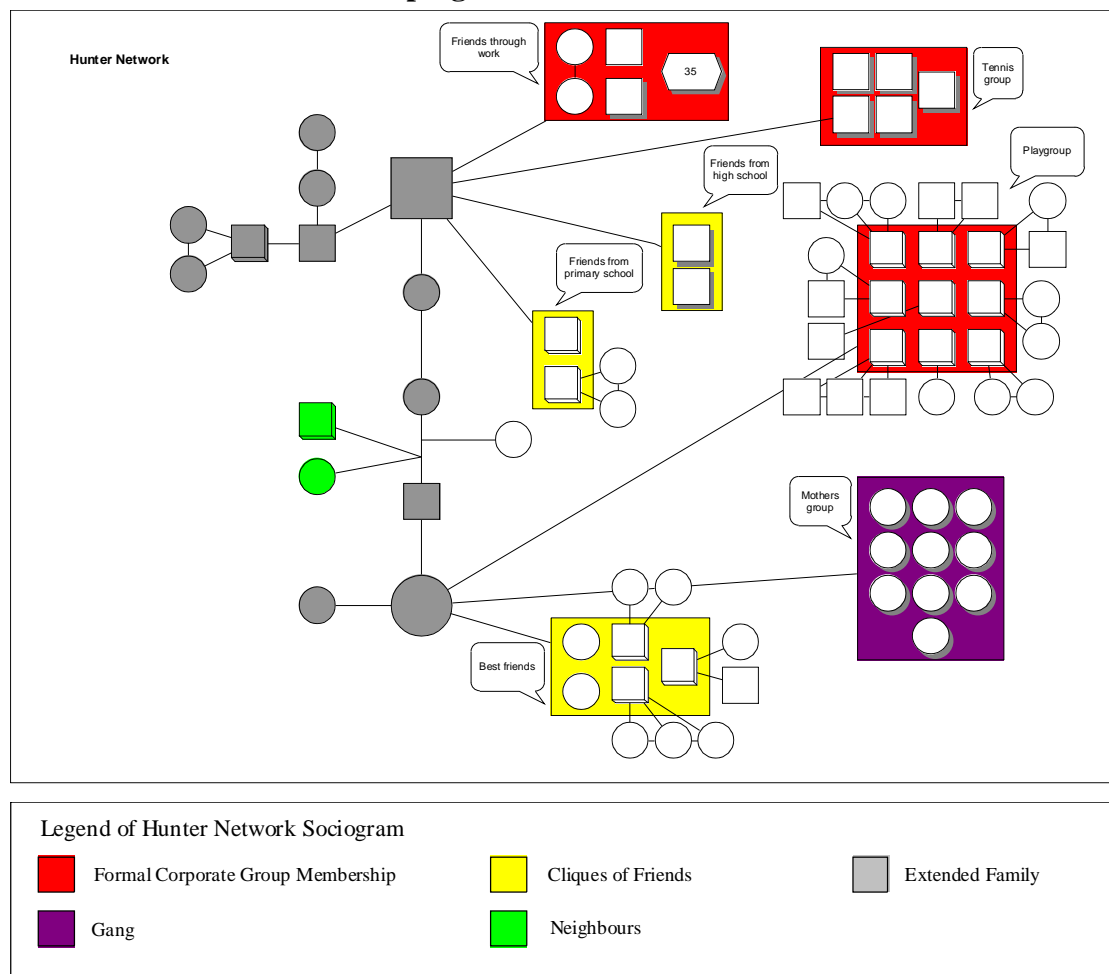 Hunter Network
Friends through
work
35
Tennis
group
Friends from
high school
Playgroup
Friends from
primary school
Mothers
group
Best friends
Legend of Hunter Network Sociogram
Formal Corporate Group Membership
Cliques of Friends
Extended Family
Gang
Neighbours